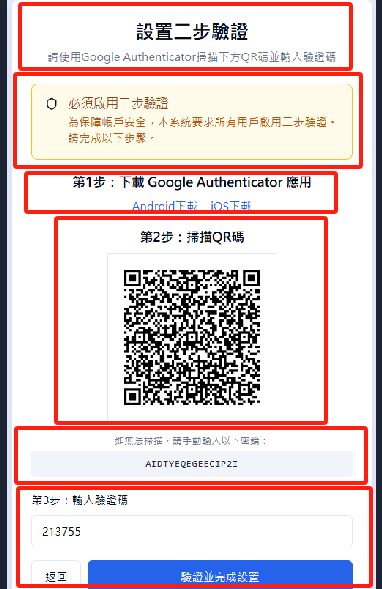 設置二步驗證
請使用Google Authenticator掃描下方QR碼並輸入驗證碼
必須啟用二步驗證
為保障帳戶安全，本系統要求所有用戶啟用二步驗證。
請完成以下步驟。
第1步：下載 Google Authenticator 應用
Android下載 iOS下載
第2步：掃描QR碼
如無法掃描，請手動輸入以下密鑰：
AIDTYEQEGEECIP2I
第3步：輸入驗證碼
213755
返回
驗證並完成設置